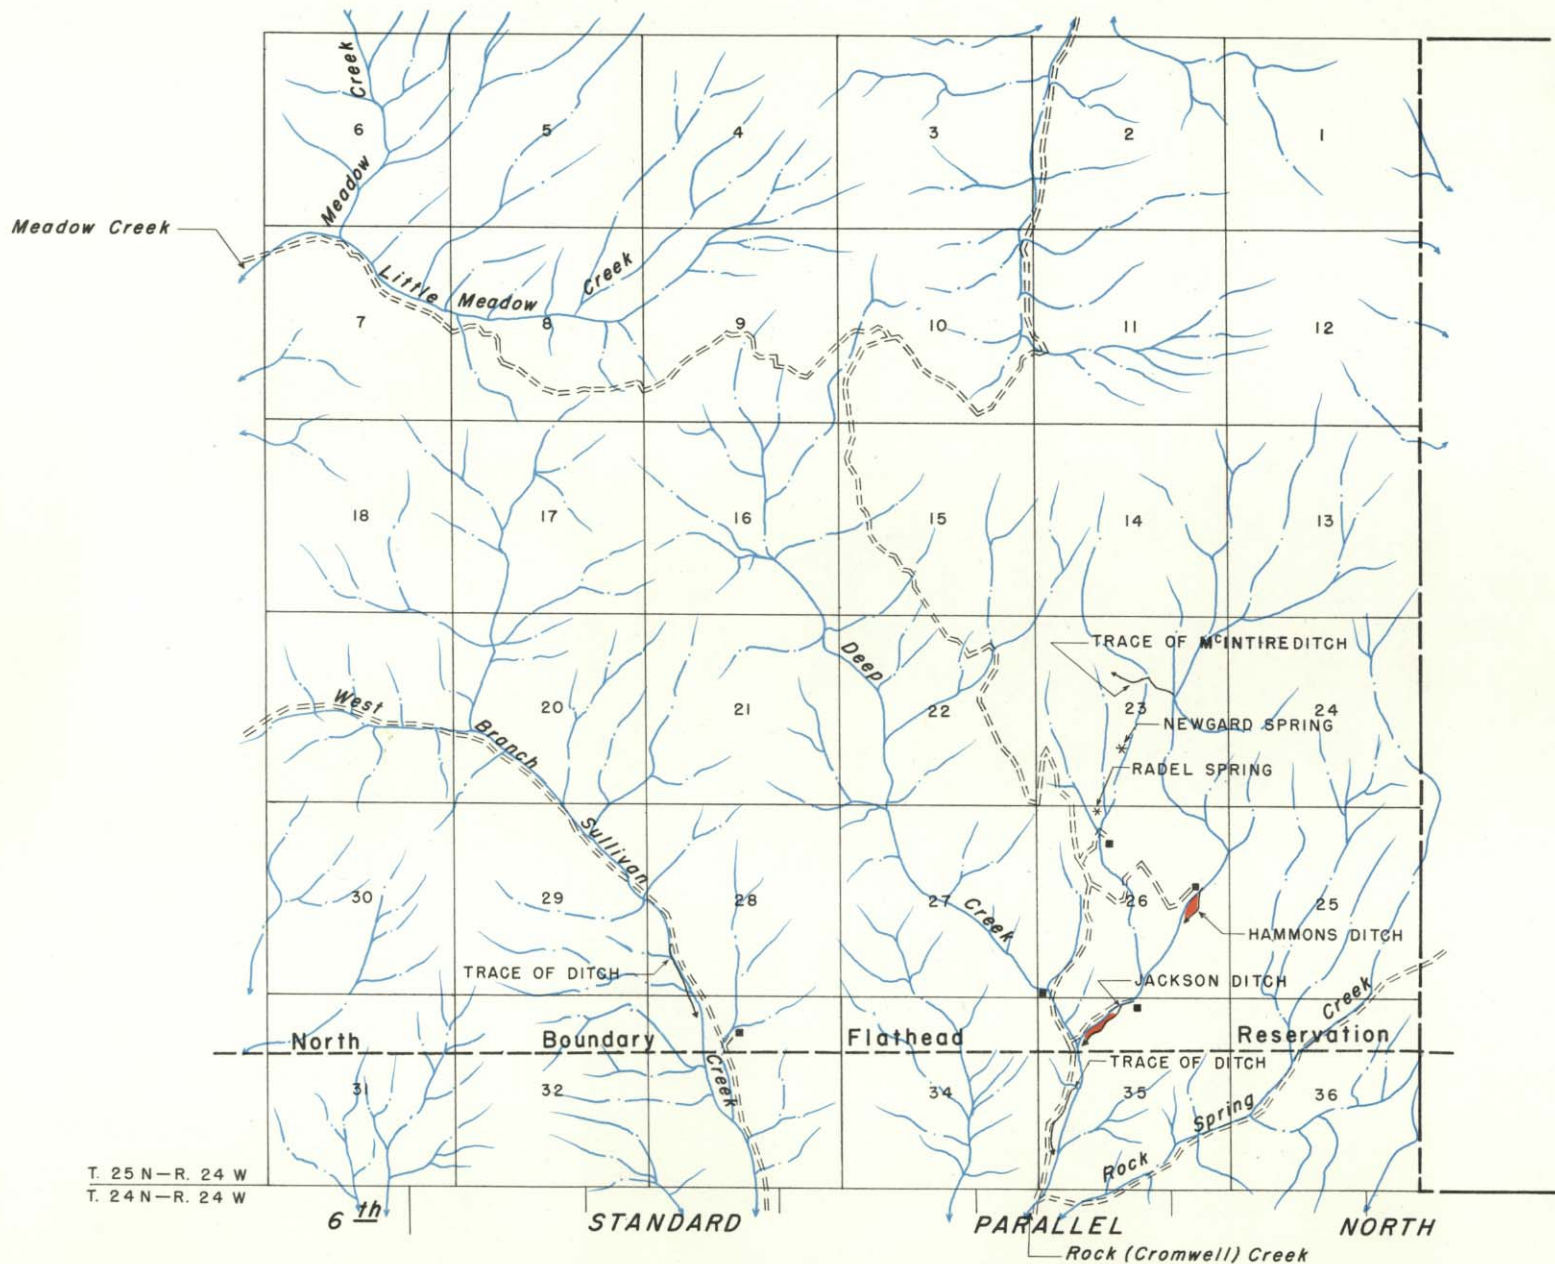 Creek
6
5
4
3
2
1
Meadow
Meadow Creek
Little Meadow Creek
7
8
9
10
11
12
18
17
16
15
14
13
TRACE OF McINTIRE DITCH
Deep
West
20
21
22
23
24
NEWGARD SPRING
Branch
RADEL SPRING
Sullivan
30
29
28
27
26
25
Creek
HAMMONS DITCH
TRACE OF DITCH
JACKSON DITCH
Creek
North Boundary Flathead Reservation
TRACE OF DITCH
Creek
31
32
34
35
36
Spring
Rock
T. 25 N—R. 24 W
T. 24 N—R. 24 W
6 th STANDARD PARALLEL NORTH
Rock (Cromwell) Creek